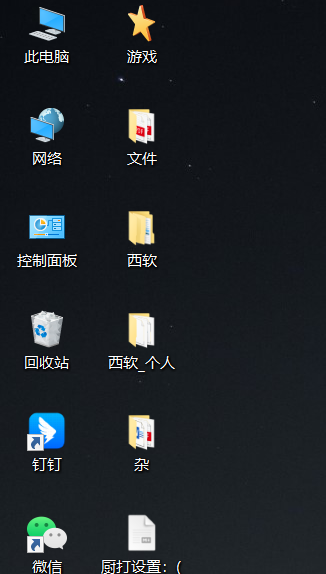 此电脑
游戏
网络
文件
控制面板
西软
回收站
西软_个人
钉钉
杂
微信
厨打设置:(